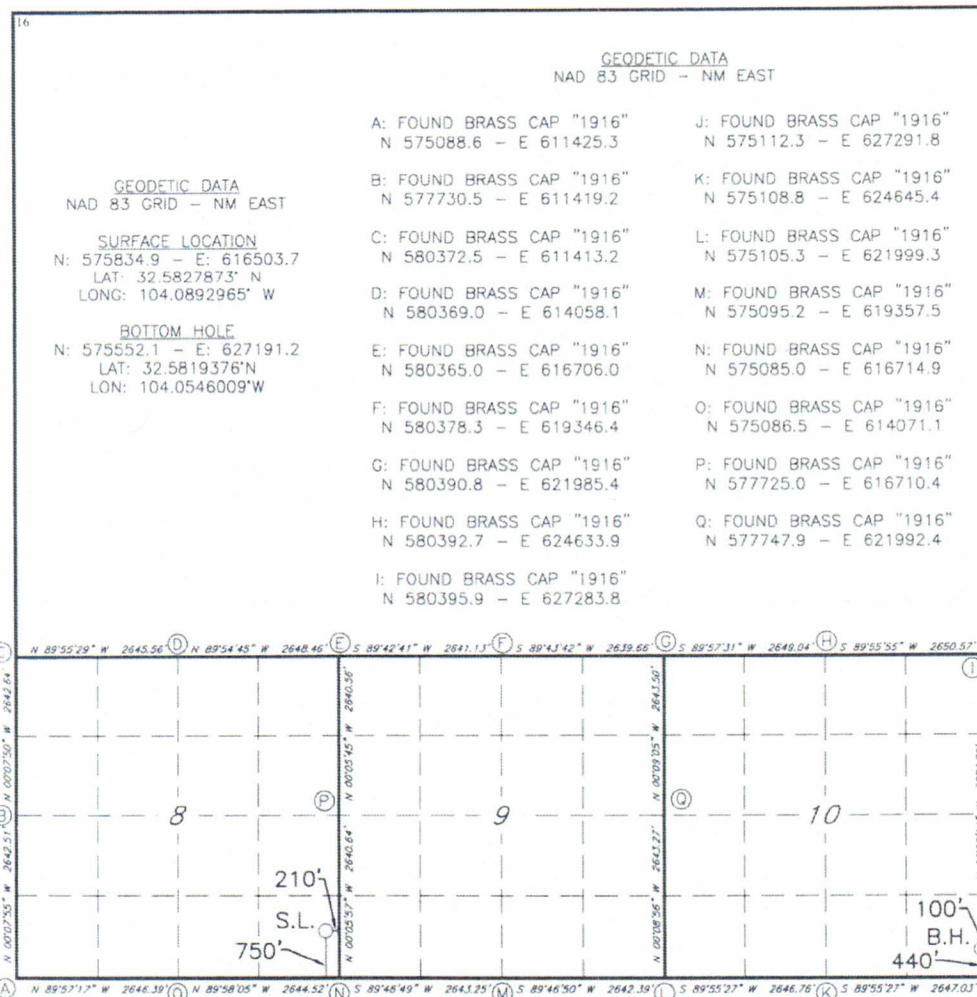 16
GEODETIC DATA
NAD 83 GRID - NM EAST
A: FOUND BRASS CAP "1916"
N 575088.6 - E 611425.3
B: FOUND BRASS CAP "1916"
N 577730.5 - E 611419.2
C: FOUND BRASS CAP "1916"
N 580372.5 - E 611413.2
D: FOUND BRASS CAP "1916"
N 580369.0 - E 614058.1
E: FOUND BRASS CAP "1916"
N 580365.0 - E 616706.0
F: FOUND BRASS CAP "1916"
N 580378.3 - E 619346.4
G: FOUND BRASS CAP "1916"
N 580390.8 - E 621985.4
H: FOUND BRASS CAP "1916"
N 580392.7 - E 624633.9
I: FOUND BRASS CAP "1916"
N 580395.9 - E 627283.8
J: FOUND BRASS CAP "1916"
N 575112.3 - E 627291.8
K: FOUND BRASS CAP "1916"
N 575108.8 - E 624645.4
L: FOUND BRASS CAP "1916"
N 575105.3 - E 621999.3
M: FOUND BRASS CAP "1916"
N 575095.2 - E 619357.5
N: FOUND BRASS CAP "1916"
N 575085.0 - E 616714.9
O: FOUND BRASS CAP "1916"
N 575086.5 - E 614071.1
P: FOUND BRASS CAP "1916"
N 577725.0 - E 616710.4
Q: FOUND BRASS CAP "1916"
N 577747.9 - E 621992.4
GEODETIC DATA
NAD 83 GRID - NM EAST
SURFACE LOCATION
N: 575834.9 - E: 616503.7
LAT: 32.5827873° N
LONG: 104.0892965° W
BOTTOM HOLE
N: 575552.1 - E: 627191.2
LAT: 32.5819376°N
LON: 104.0546009°W
N 89°55'29" W 2645.56' D N 89°54'45" W 2648.46' E S 89°42'41" W 2641.13' F S 89°43'42" W 2639.66' G S 89°57'31" W 2649.04' H S 89°55'55" W 2650.57'
I
N 00°07'50" W 2642.64'
N 00°05'45" W 2640.56'
N 00°09'05" W 2643.50'
B
8
P
9
Q
10
N 00°07'55" W 2642.51'
N 00°05'57" W 2640.64'
N 00°08'56" W 2643.27'
210'
S.L.
750'
100'
B.H.
440'
A N 89°57'17" W 2646.39' O N 89°58'05" W 2644.52' N S 89°46'49" W 2643.25' M S 89°46'50" W 2642.39' L S 89°55'27" W 2646.76' K S 89°55'27" W 2647.03'